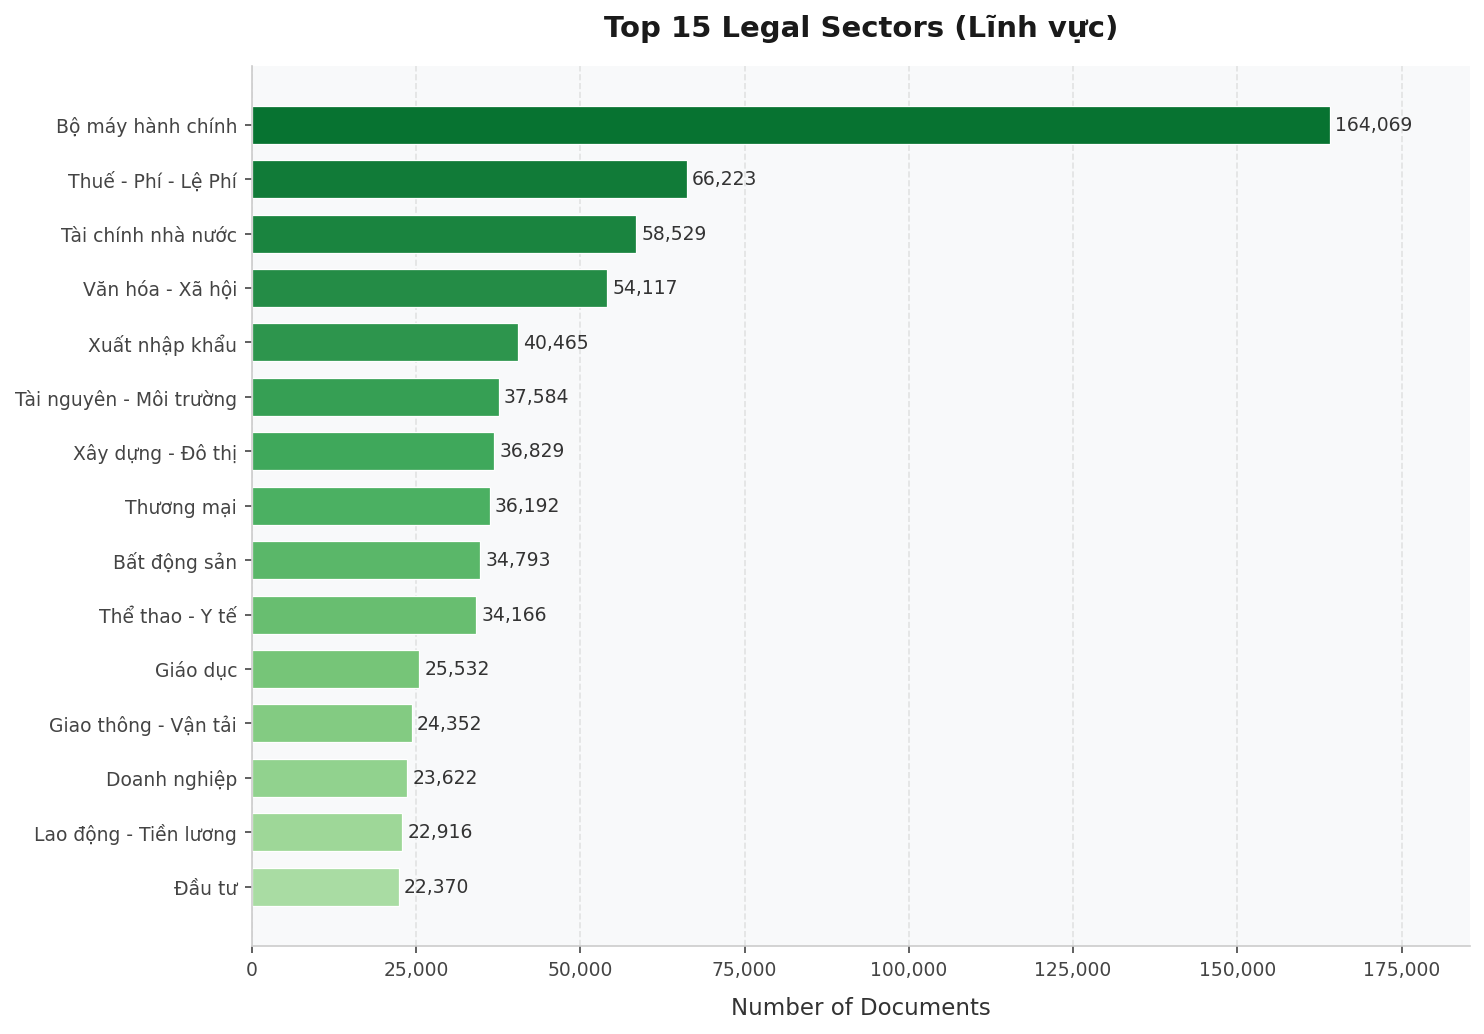 Top 15 Legal Sectors (Lĩnh vực)
Bộ máy hành chính 164,069
Thuế - Phí - Lệ Phí 66,223
Tài chính nhà nước 58,529
Văn hóa - Xã hội 54,117
Xuất nhập khẩu 40,465
Tài nguyên - Môi trường 37,584
Xây dựng - Đô thị 36,829
Thương mại 36,192
Bất động sản 34,793
Thể thao - Y tế 34,166
Giáo dục 25,532
Giao thông - Vận tải 24,352
Doanh nghiệp 23,622
Lao động - Tiền lương 22,916
Đầu tư 22,370
0 25,000 50,000 75,000 100,000 125,000 150,000 175,000
Number of Documents